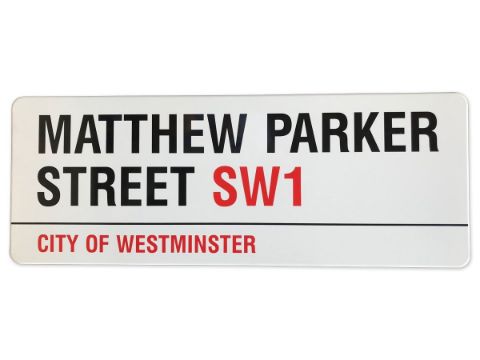 MATTHEW PARKER
STREET SW1
CITY OF WESTMINSTER